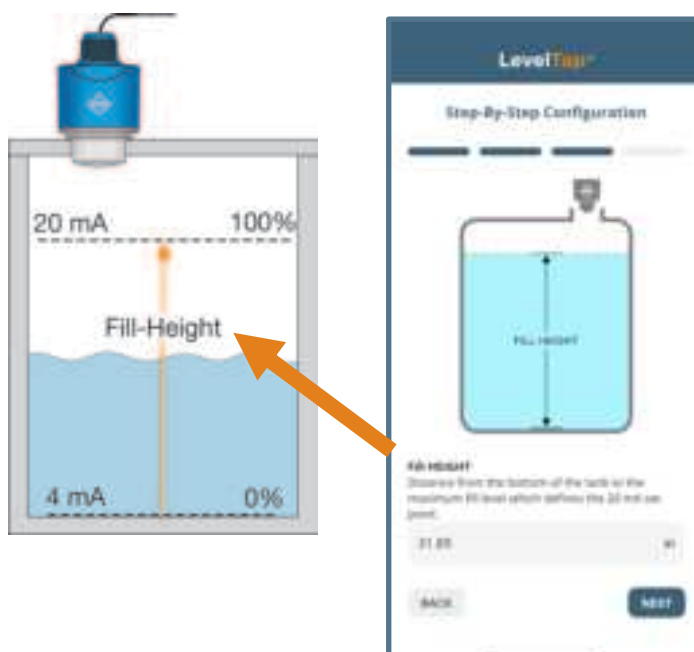 20 mA 100%
Fill-Height
4 mA 0%
LevelTap
Step-By-Step Configuration
FILL HEIGHT
Fill HEIGHT
Distance from the bottom of the tank to the
maximum fill level which defines the 20 mA set
point.
in
BACK
NEXT